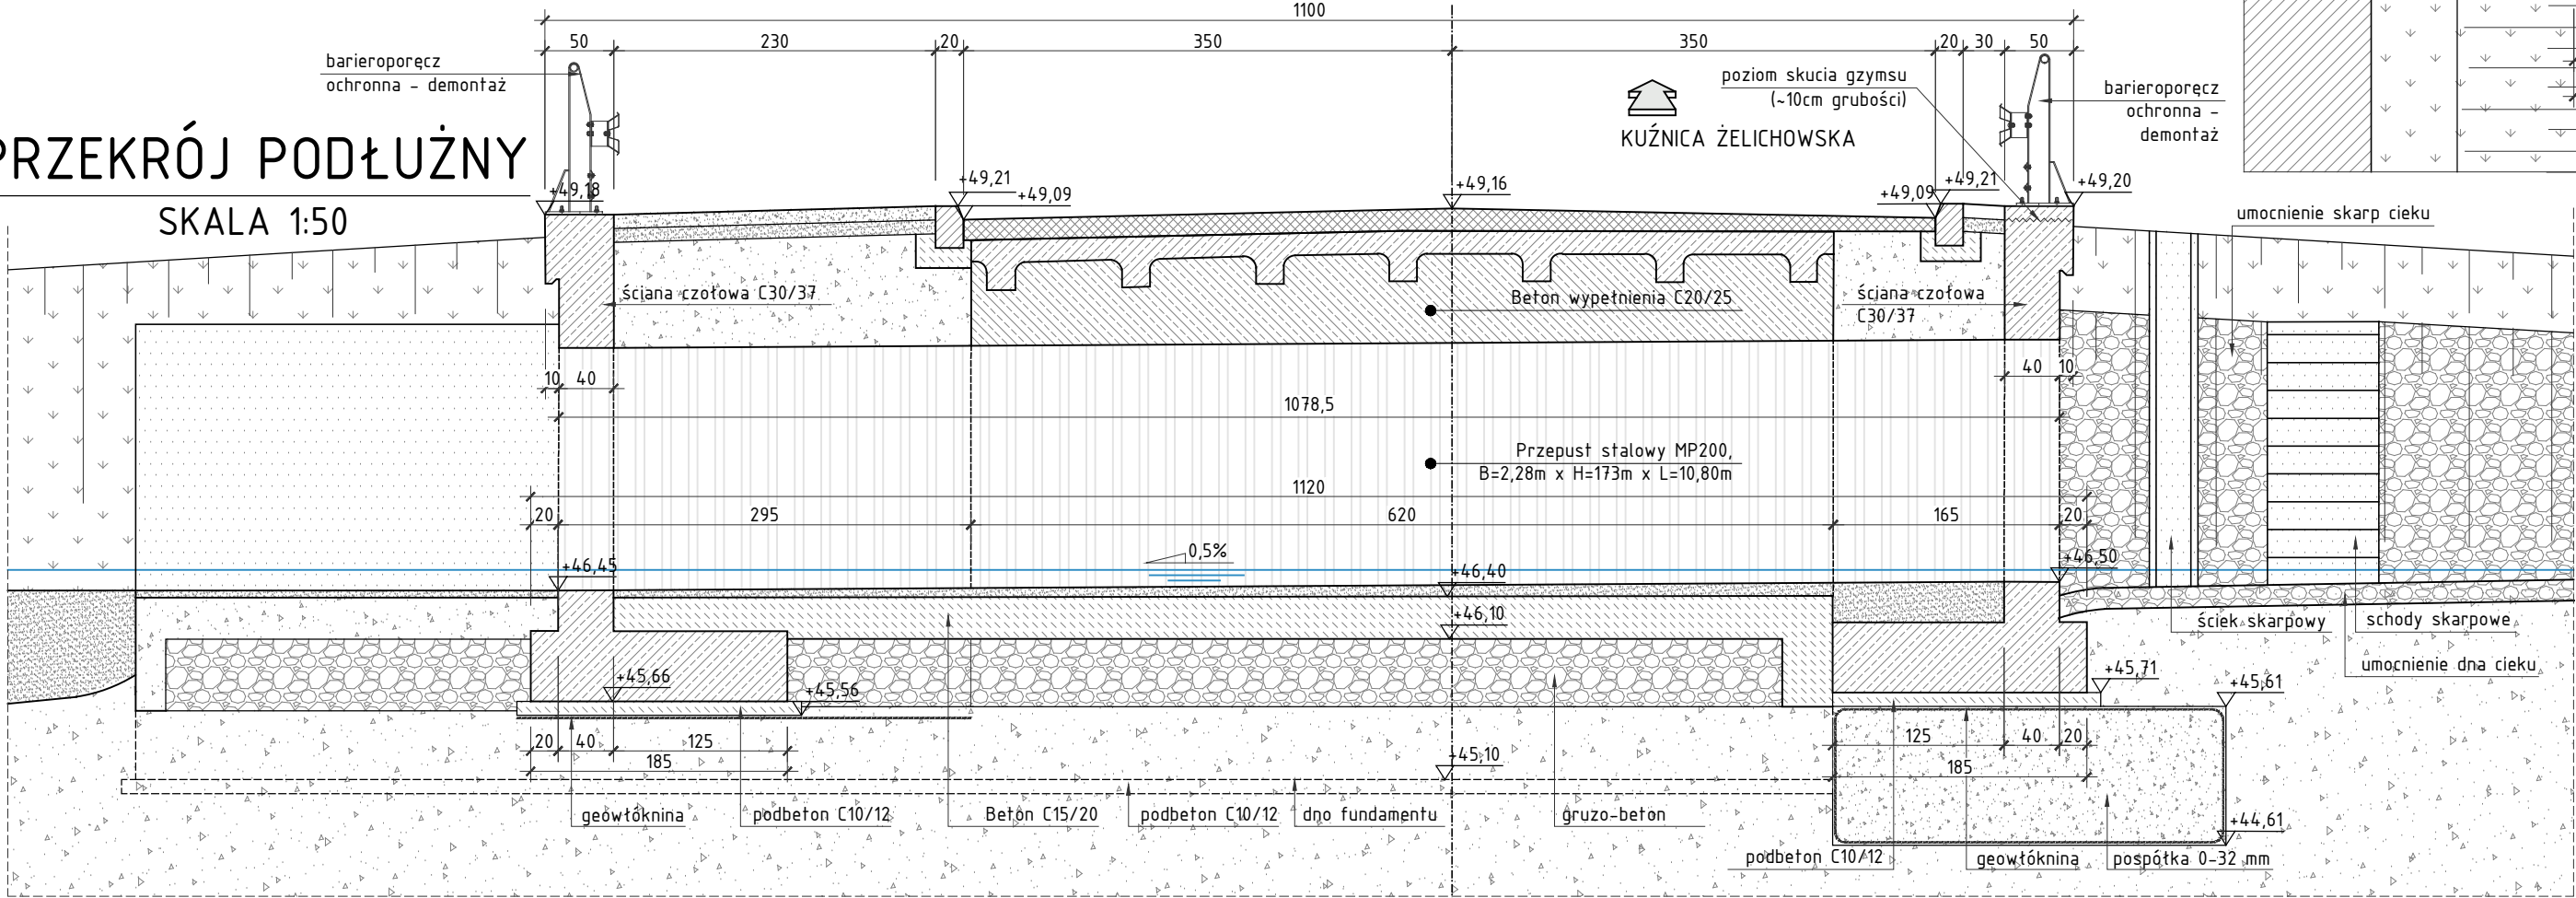 1100
50
230
20
350
350
20
30
50
barieroporęcz
ochronna - demontaż
poziom skucia gzymsu
(~10cm grubości)
KUŹNICA ŻELICHOWSKA
barieroporęcz
ochronna -
demontaż
PRZEKRÓJ PODŁUŻNY
SKALA 1:50
+49,18
+49,21
+49,09
+49,16
+49,09
+49,21
+49,20
umocnienie skarp cieku
ściana czołowa C30/37
Beton wypełnienia C20/25
ściana czołowa
C30/37
10
40
40
10
1078,5
Przepust stalowy MP200,
B=2,28m x H=173m x L=10,80m
1120
20
295
620
165
20
0,5%
+46,45
+46,40
+46,50
+46,10
ściek skarpowy
schody skarpowe
umocnienie dna cieku
+45,66
+45,56
+45,71
+45,61
20
40
125
185
+45,10
125
40
20
185
geowłóknina
podbeton C10/12
Beton C15/20
podbeton C10/12
dno fundamentu
gruzo-beton
+44,61
podbeton C10/12
geowłóknina
pospółka 0-32 mm